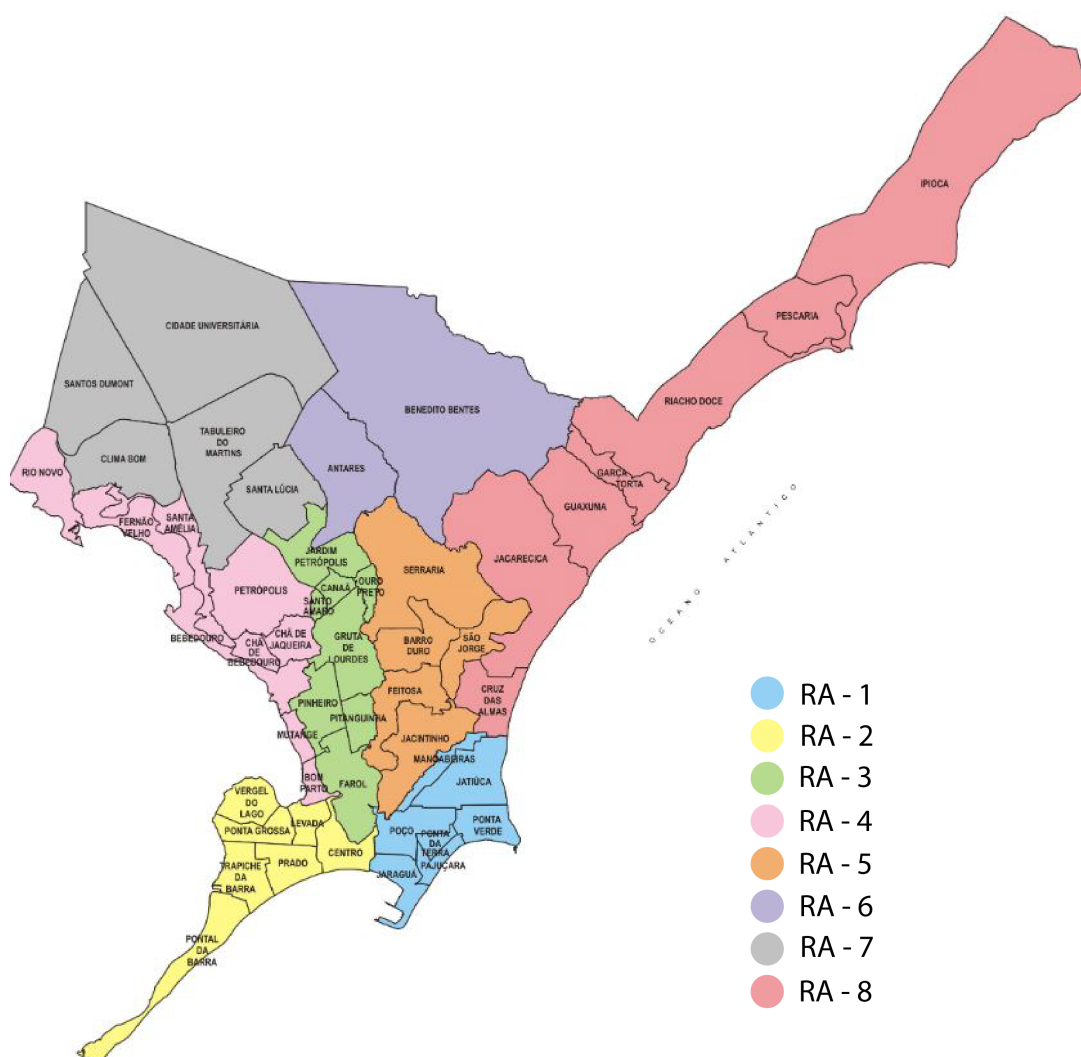 IPIOCA
PESCARIA
CIDADE UNIVERSITÁRIA
SANTOS DUMONT
RIACHO DOCE
BENEDITO BENTES
TABULEIRO
DO
MARTINS
CLIMA BOM
RIO NOVO
ANTARES
GARÇA
TORTA
SANTA LÚCIA
GUAXUMA
SANTA
AMÉLIA
FERNÃO
VELHO
JARDIM
PETRÓPOLIS
JACARECICA
SERRARIA
PETRÓPOLIS
CANAÃ
OURO
PRETO
SANTO
AMARO
OCEANO ATLÂNTICO
BEBEDOURO
CHÃ DE
JAQUEIRA
CHÃ
DE
BEBEDOURO
GRUTA
DE
LOURDES
BARRO
DURO
SÃO
JORGE
FEITOSA
CRUZ
DAS
ALMAS
PINHEIRO
PITANGUINHA
MUTANGE
JACINTINHO
MANGABEIRAS
BOM
PARTO
FAROL
JATIÚCA
VERGEL
DO
LAGO
LEVADA
PONTA GROSSA
POÇO
PONTA
DA
TERRA
PONTA
VERDE
CENTRO
PRADO
TRAPICHE
DA
BARRA
PAJUÇARA
JARAGUÁ
PONTAL
DA
BARRA
RA - 1
RA - 2
RA - 3
RA - 4
RA - 5
RA - 6
RA - 7
RA - 8